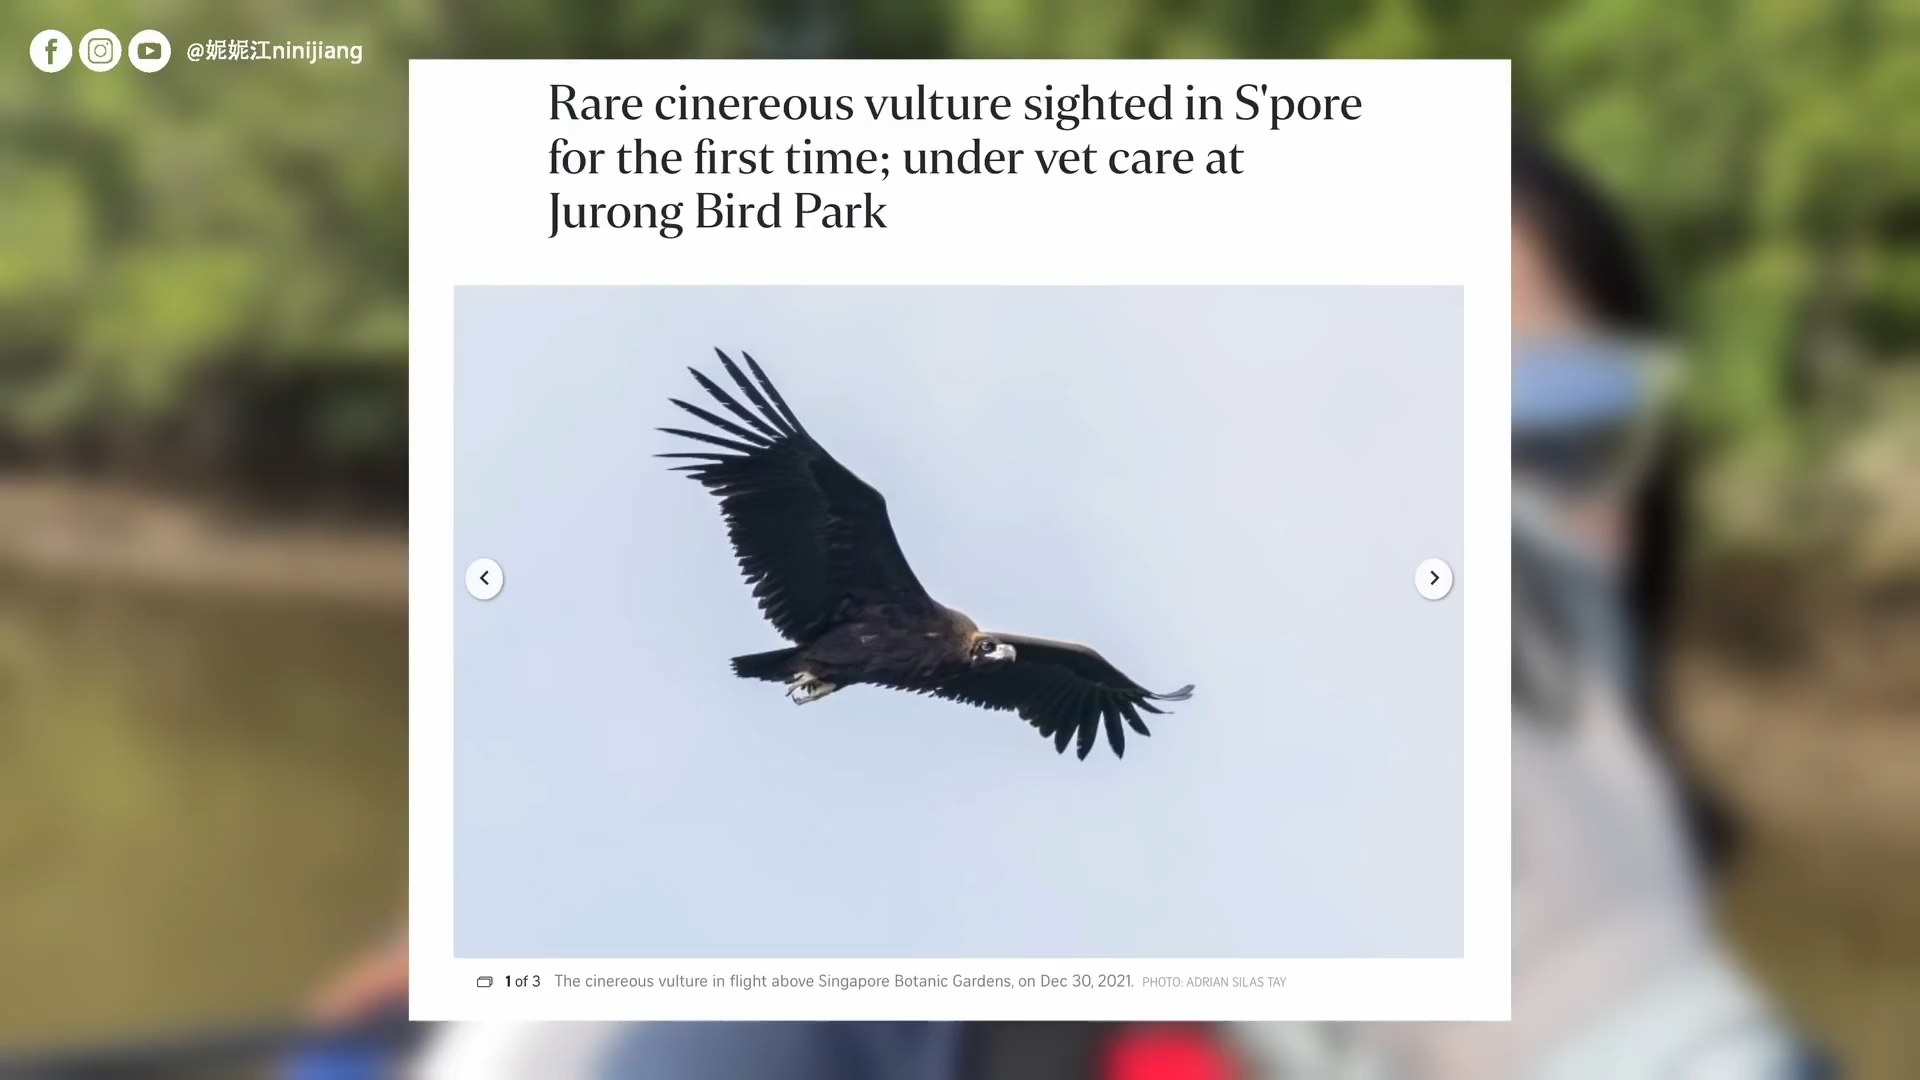 @妮妮江ninijiang
Rare cinereous vulture sighted in S'pore
for the first time; under vet care at
Jurong Bird Park
1 of 3 The cinereous vulture in flight above Singapore Botanic Gardens, on Dec 30, 2021. PHOTO: ADRIAN SILAS TAY